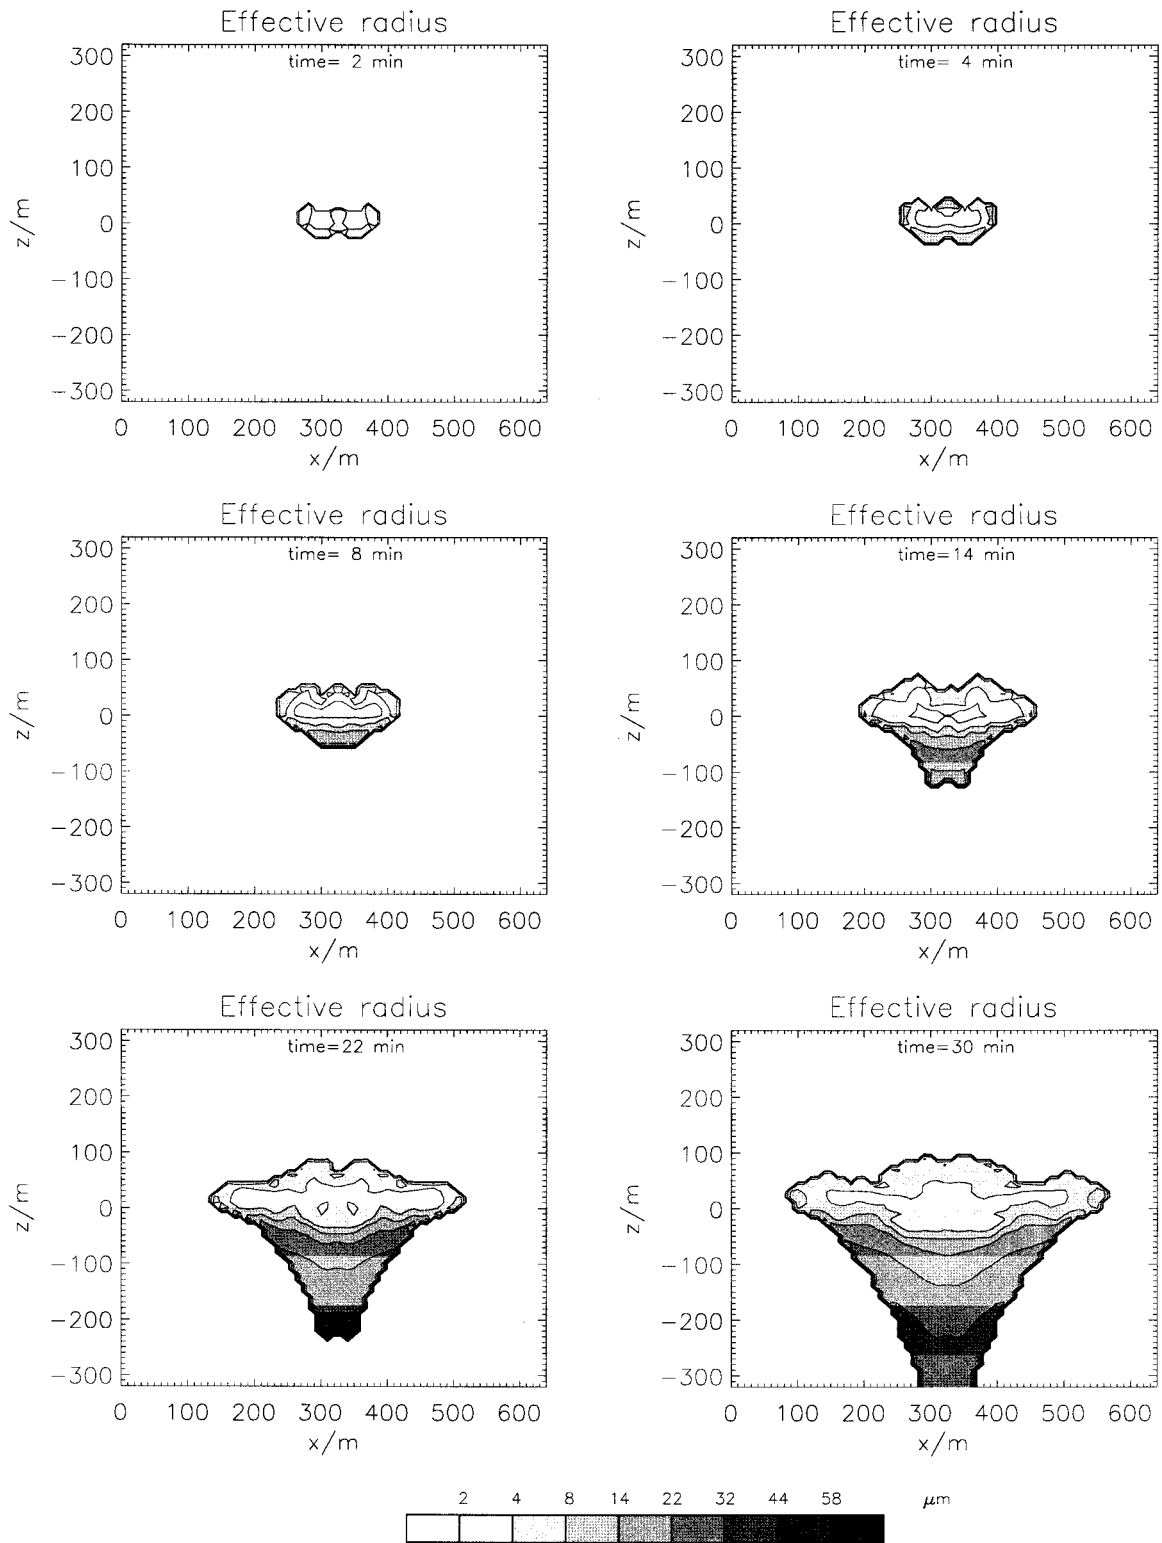 Effective radius
time= 2 min
300
200
100
0
−100
−200
−300
z/m
0 100 200 300 400 500 600
x/m
Effective radius
time= 4 min
300
200
100
0
−100
−200
−300
z/m
0 100 200 300 400 500 600
x/m
Effective radius
time= 8 min
300
200
100
0
−100
−200
−300
z/m
0 100 200 300 400 500 600
x/m
Effective radius
time=14 min
300
200
100
0
−100
−200
−300
z/m
0 100 200 300 400 500 600
x/m
Effective radius
time=22 min
300
200
100
0
−100
−200
−300
z/m
0 100 200 300 400 500 600
x/m
Effective radius
time=30 min
300
200
100
0
−100
−200
−300
z/m
0 100 200 300 400 500 600
x/m
2 4 8 14 22 32 44 58 μm